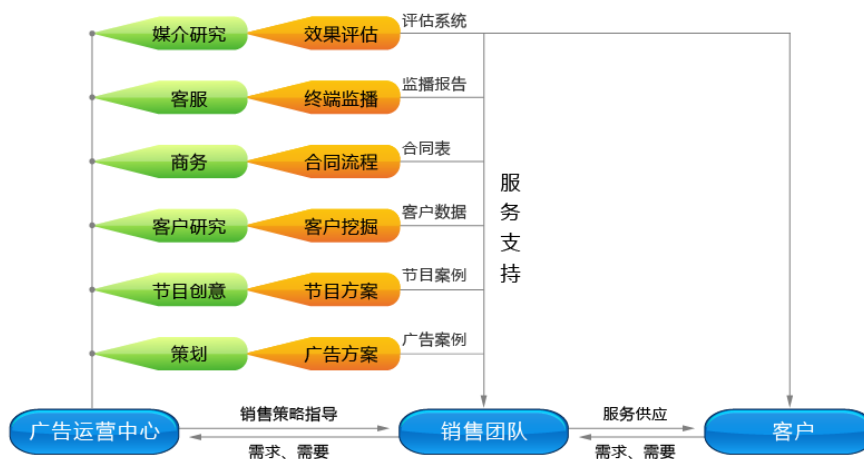 媒介研究 效果评估 评估系统
客服 终端监播 监播报告
商务 合同流程 合同表
客户研究 客户挖掘 客户数据
节目创意 节目方案 节目案例
策划 广告方案 广告案例
服务支持
广告运营中心 销售策略指导 销售团队 服务供应 客户
需求、需要 需求、需要